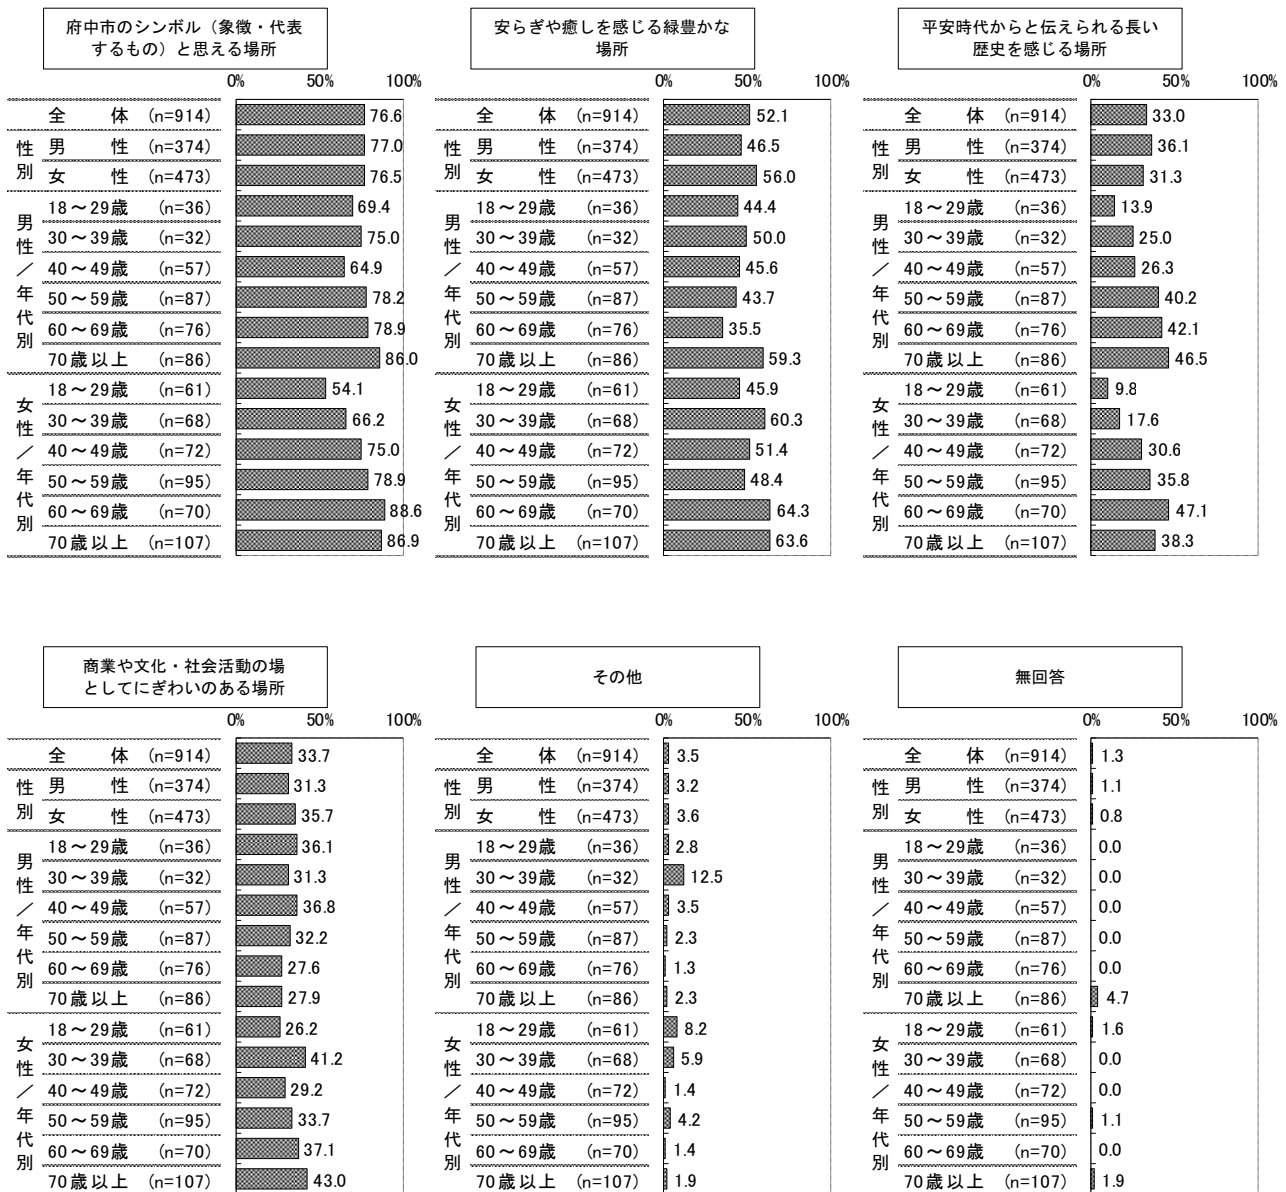 府中市のシンボル（象徴・代表
するもの）と思える場所
0% 50% 100%
全 体 (n=914) 76.6
性別
男 性 (n=374) 77.0
女 性 (n=473) 76.5
男性／年代別
18～29歳 (n=36) 69.4
30～39歳 (n=32) 75.0
40～49歳 (n=57) 64.9
50～59歳 (n=87) 78.2
60～69歳 (n=76) 78.9
70歳以上 (n=86) 86.0
女性／年代別
18～29歳 (n=61) 54.1
30～39歳 (n=68) 66.2
40～49歳 (n=72) 75.0
50～59歳 (n=95) 78.9
60～69歳 (n=70) 88.6
70歳以上 (n=107) 86.9
安らぎや癒しを感じる緑豊かな
場所
0% 50% 100%
全 体 (n=914) 52.1
性別
男 性 (n=374) 46.5
女 性 (n=473) 56.0
男性／年代別
18～29歳 (n=36) 44.4
30～39歳 (n=32) 50.0
40～49歳 (n=57) 45.6
50～59歳 (n=87) 43.7
60～69歳 (n=76) 35.5
70歳以上 (n=86) 59.3
女性／年代別
18～29歳 (n=61) 45.9
30～39歳 (n=68) 60.3
40～49歳 (n=72) 51.4
50～59歳 (n=95) 48.4
60～69歳 (n=70) 64.3
70歳以上 (n=107) 63.6
平安時代からと伝えられる長い
歴史を感じる場所
0% 50% 100%
全 体 (n=914) 33.0
性別
男 性 (n=374) 36.1
女 性 (n=473) 31.3
男性／年代別
18～29歳 (n=36) 13.9
30～39歳 (n=32) 25.0
40～49歳 (n=57) 26.3
50～59歳 (n=87) 40.2
60～69歳 (n=76) 42.1
70歳以上 (n=86) 46.5
女性／年代別
18～29歳 (n=61) 9.8
30～39歳 (n=68) 17.6
40～49歳 (n=72) 30.6
50～59歳 (n=95) 35.8
60～69歳 (n=70) 47.1
70歳以上 (n=107) 38.3
商業や文化・社会活動の場
としてにぎわいのある場所
0% 50% 100%
全 体 (n=914) 33.7
性別
男 性 (n=374) 31.3
女 性 (n=473) 35.7
男性／年代別
18～29歳 (n=36) 36.1
30～39歳 (n=32) 31.3
40～49歳 (n=57) 36.8
50～59歳 (n=87) 32.2
60～69歳 (n=76) 27.6
70歳以上 (n=86) 27.9
女性／年代別
18～29歳 (n=61) 26.2
30～39歳 (n=68) 41.2
40～49歳 (n=72) 29.2
50～59歳 (n=95) 33.7
60～69歳 (n=70) 37.1
70歳以上 (n=107) 43.0
その他
0% 50% 100%
全 体 (n=914) 3.5
性別
男 性 (n=374) 3.2
女 性 (n=473) 3.6
男性／年代別
18～29歳 (n=36) 2.8
30～39歳 (n=32) 12.5
40～49歳 (n=57) 3.5
50～59歳 (n=87) 2.3
60～69歳 (n=76) 1.3
70歳以上 (n=86) 2.3
女性／年代別
18～29歳 (n=61) 8.2
30～39歳 (n=68) 5.9
40～49歳 (n=72) 1.4
50～59歳 (n=95) 4.2
60～69歳 (n=70) 1.4
70歳以上 (n=107) 1.9
無回答
0% 50% 100%
全 体 (n=914) 1.3
性別
男 性 (n=374) 1.1
女 性 (n=473) 0.8
男性／年代別
18～29歳 (n=36) 0.0
30～39歳 (n=32) 0.0
40～49歳 (n=57) 0.0
50～59歳 (n=87) 0.0
60～69歳 (n=76) 0.0
70歳以上 (n=86) 4.7
女性／年代別
18～29歳 (n=61) 1.6
30～39歳 (n=68) 0.0
40～49歳 (n=72) 0.0
50～59歳 (n=95) 1.1
60～69歳 (n=70) 0.0
70歳以上 (n=107) 1.9